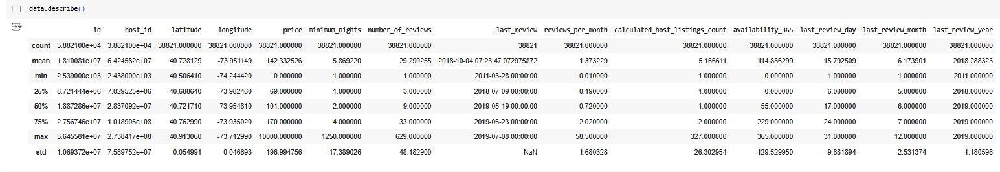 [ ] data.describe()
id host_id latitude longitude price minimum_nights number_of_reviews last_review reviews_per_month calculated_host_listings_count availability_365 last_review_day last_review_month last_review_year
count 3.882100e+04 3.882100e+04 38821.000000 38821.000000 38821.000000 38821.000000 38821.000000 38821 38821.000000 38821.000000 38821.000000 38821.000000 38821.000000 38821.000000
mean 1.810081e+07 6.424582e+07 40.728129 -73.951149 142.332526 5.869220 29.290255 2018-10-04 07:23:47.072975872 1.373229 5.166611 114.886299 15.792509 6.173901 2018.288323
min 2.539000e+03 2.438000e+03 40.506410 -74.244420 0.000000 1.000000 1.000000 2011-03-28 00:00:00 0.010000 1.000000 0.000000 1.000000 1.000000 2011.000000
25% 8.721444e+06 7.029525e+06 40.688640 -73.982460 69.000000 1.000000 3.000000 2018-07-09 00:00:00 0.190000 1.000000 0.000000 6.000000 5.000000 2018.000000
50% 1.887286e+07 2.837092e+07 40.721710 -73.954810 101.000000 2.000000 9.000000 2019-05-19 00:00:00 0.720000 1.000000 55.000000 17.000000 6.000000 2019.000000
75% 2.756746e+07 1.018905e+08 40.762990 -73.935020 170.000000 4.000000 33.000000 2019-06-23 00:00:00 2.020000 2.000000 229.000000 24.000000 7.000000 2019.000000
max 3.645581e+07 2.738417e+08 40.913060 -73.712990 10000.000000 1250.000000 629.000000 2019-07-08 00:00:00 58.500000 327.000000 365.000000 31.000000 12.000000 2019.000000
std 1.069372e+07 7.589752e+07 0.054991 0.046693 196.994756 17.389026 48.182900 NaN 1.680328 26.302954 129.529950 9.881894 2.531374 1.180598